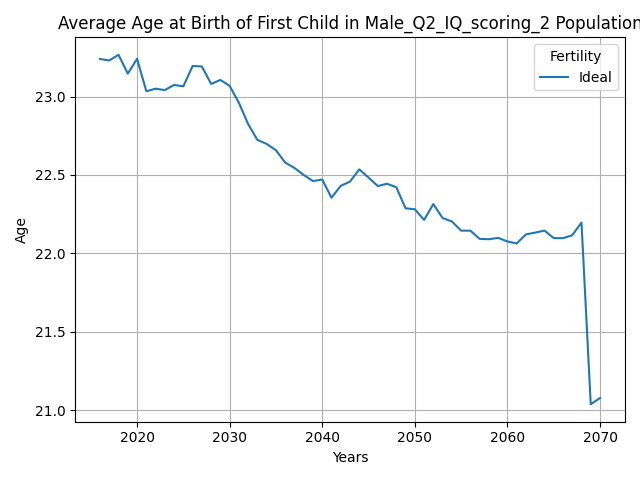 Average Age at Birth of First Child in Male_Q2_IQ_scoring_2 Population
Fertility
Ideal
Age
23.0
22.5
22.0
21.5
21.0
2020 2030 2040 2050 2060 2070
Years